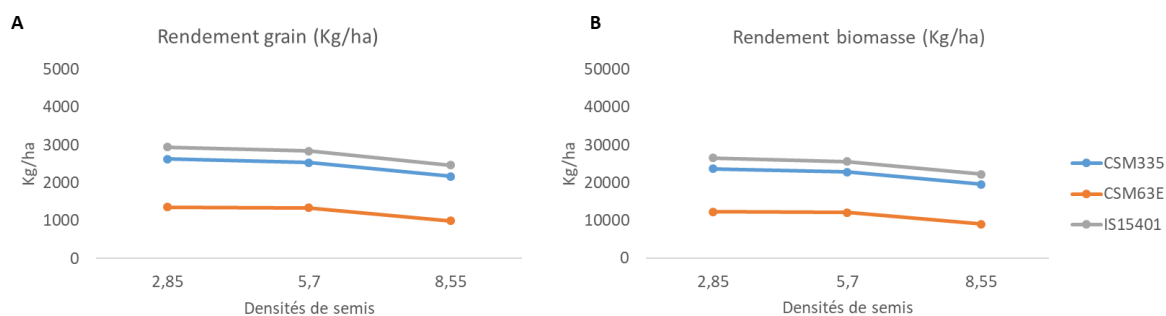 A
Rendement grain (Kg/ha)
5000
4000
3000
2000
1000
0
Kg/ha
2,85
5,7
8,55
Densités de semis
B
Rendement biomasse (Kg/ha)
50000
40000
30000
20000
10000
0
Kg/ha
2,85
5,7
8,55
Densités de semis
CSM335
CSM63E
IS15401